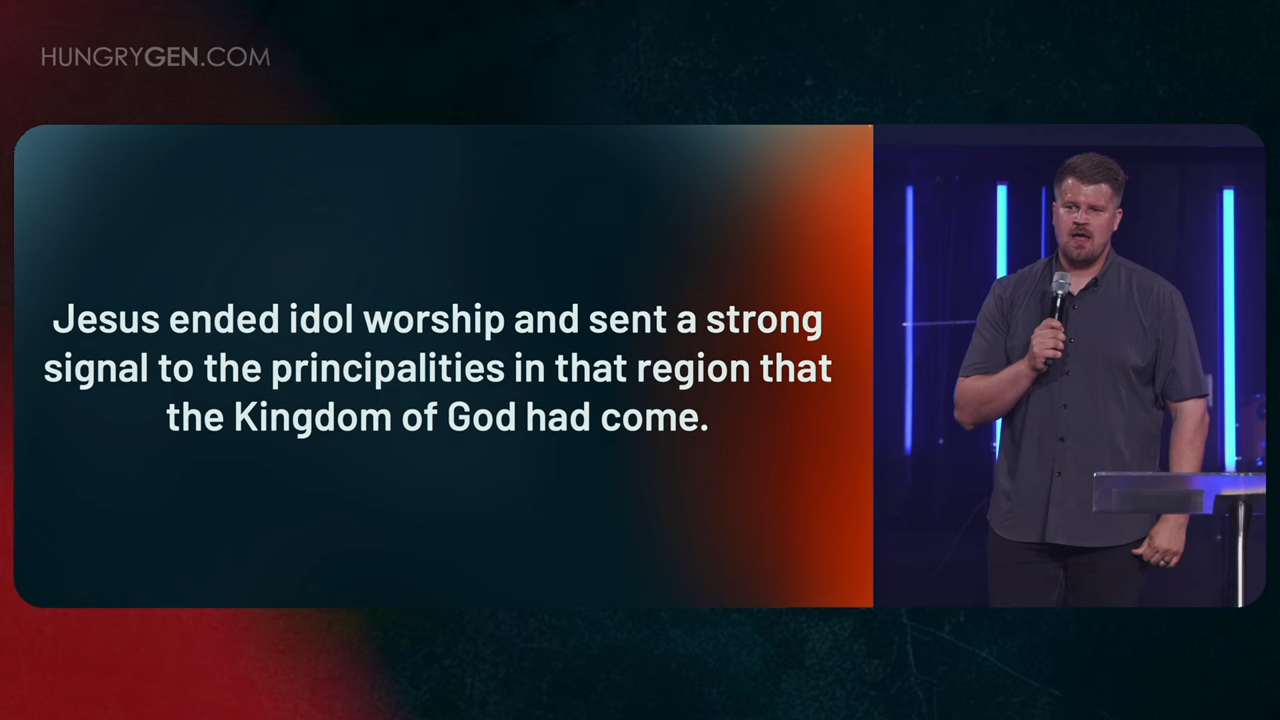 HUNGRYGEN.COM
Jesus ended idol worship and sent a strong
signal to the principalities in that region that
the Kingdom of God had come.